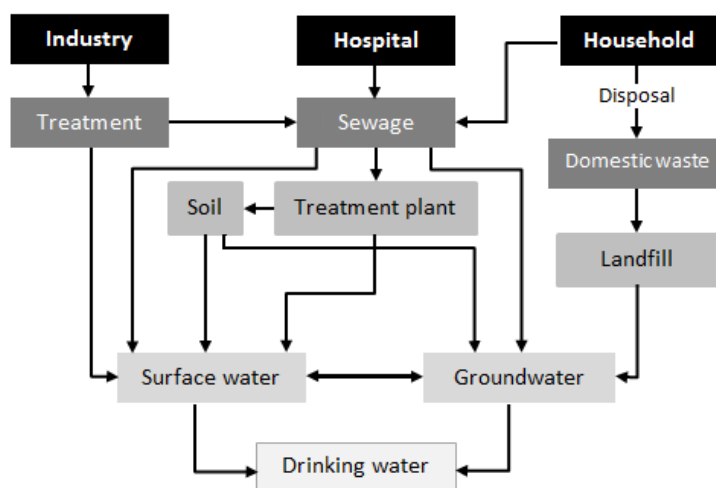 Industry
Hospital
Household
Disposal
Treatment
Sewage
Domestic waste
Soil
Treatment plant
Landfill
Surface water
Groundwater
Drinking water